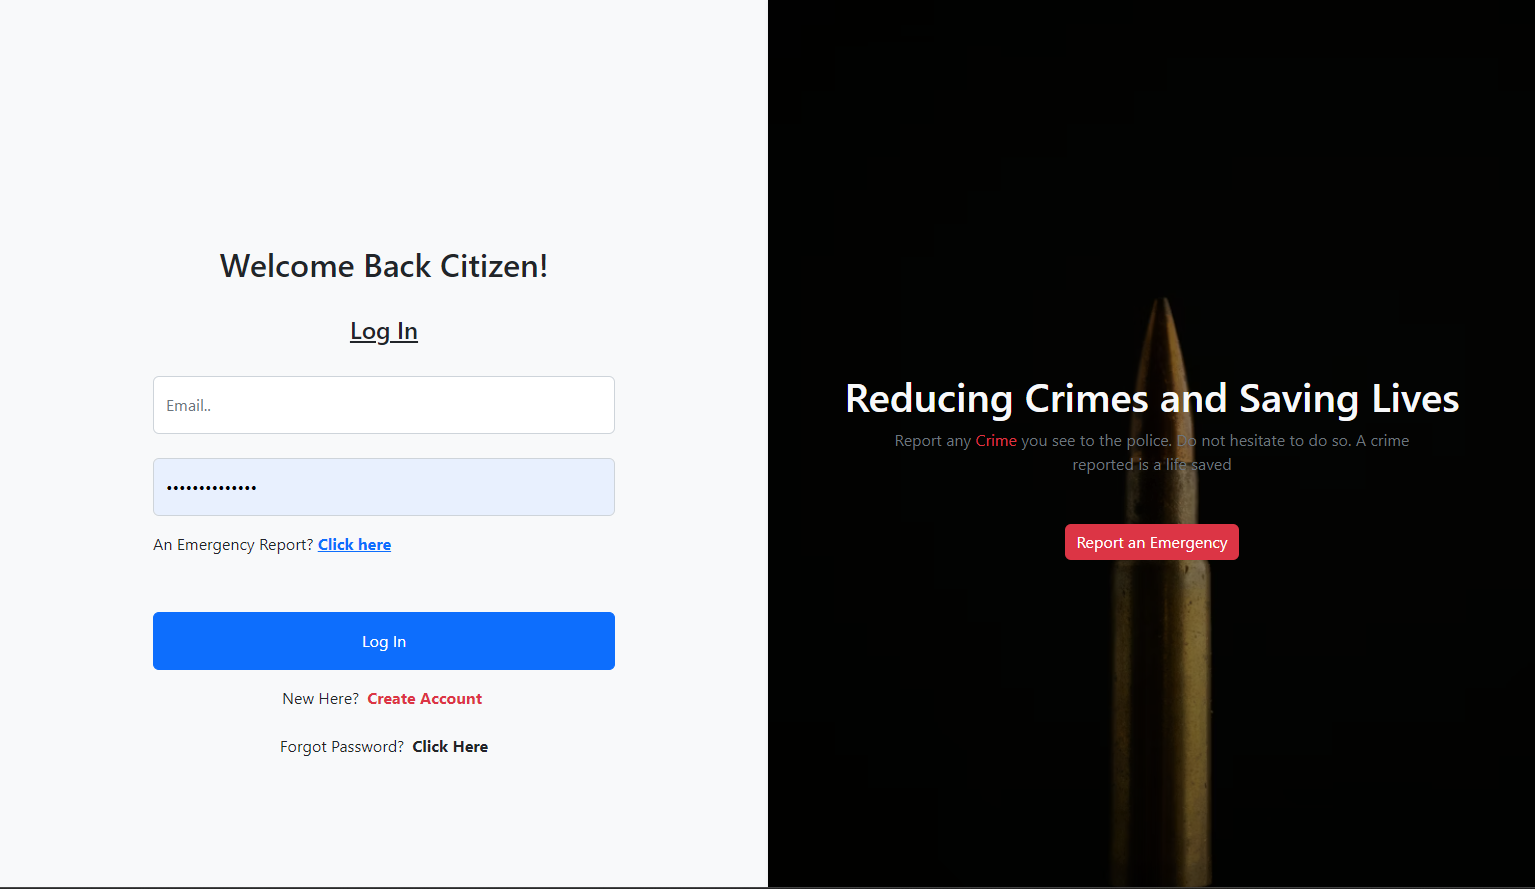 Welcome Back Citizen!
Log In
Email..
••••••••••••••
An Emergency Report? Click here
Log In
New Here? Create Account
Forgot Password? Click Here
Reducing Crimes and Saving Lives
Report any Crime you see to the police. Do not hesitate to do so. A crime
reported is a life saved
Report an Emergency